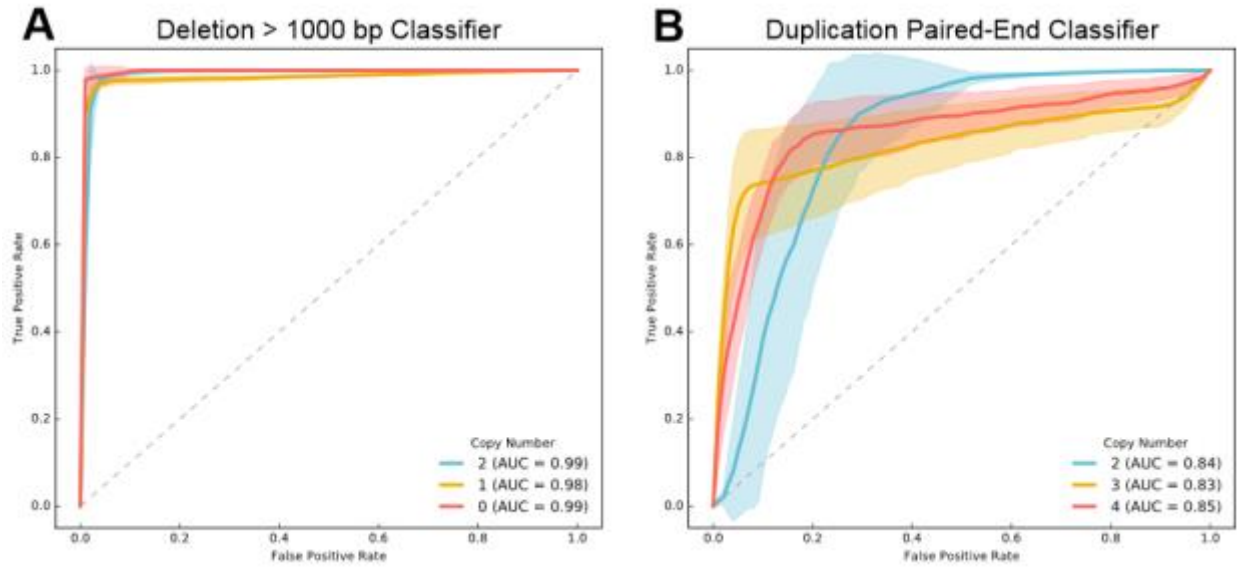 A
Deletion > 1000 bp Classifier
True Positive Rate
1.0
0.8
0.6
0.4
0.2
0.0
Copy Number
2 (AUC = 0.99)
1 (AUC = 0.98)
0 (AUC = 0.99)
0.0 0.2 0.4 0.6 0.8 1.0
False Positive Rate
B
Duplication Paired-End Classifier
True Positive Rate
1.0
0.8
0.6
0.4
0.2
0.0
Copy Number
2 (AUC = 0.84)
3 (AUC = 0.83)
4 (AUC = 0.85)
0.0 0.2 0.4 0.6 0.8 1.0
False Positive Rate